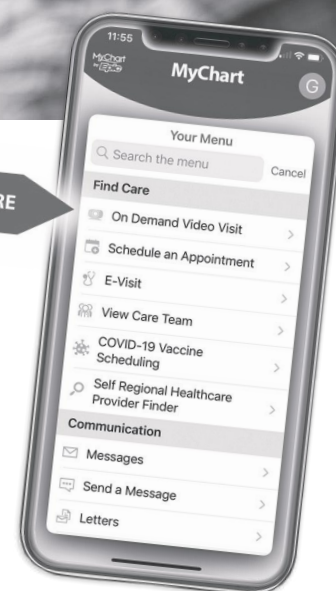 11:55
MyChart
by Epic
MyChart
G
Your Menu
Search the menu
Cancel
Find Care
RE
On Demand Video Visit
Schedule an Appointment
E-Visit
View Care Team
COVID-19 Vaccine
Scheduling
Self Regional Healthcare
Provider Finder
Communication
Messages
Send a Message
Letters